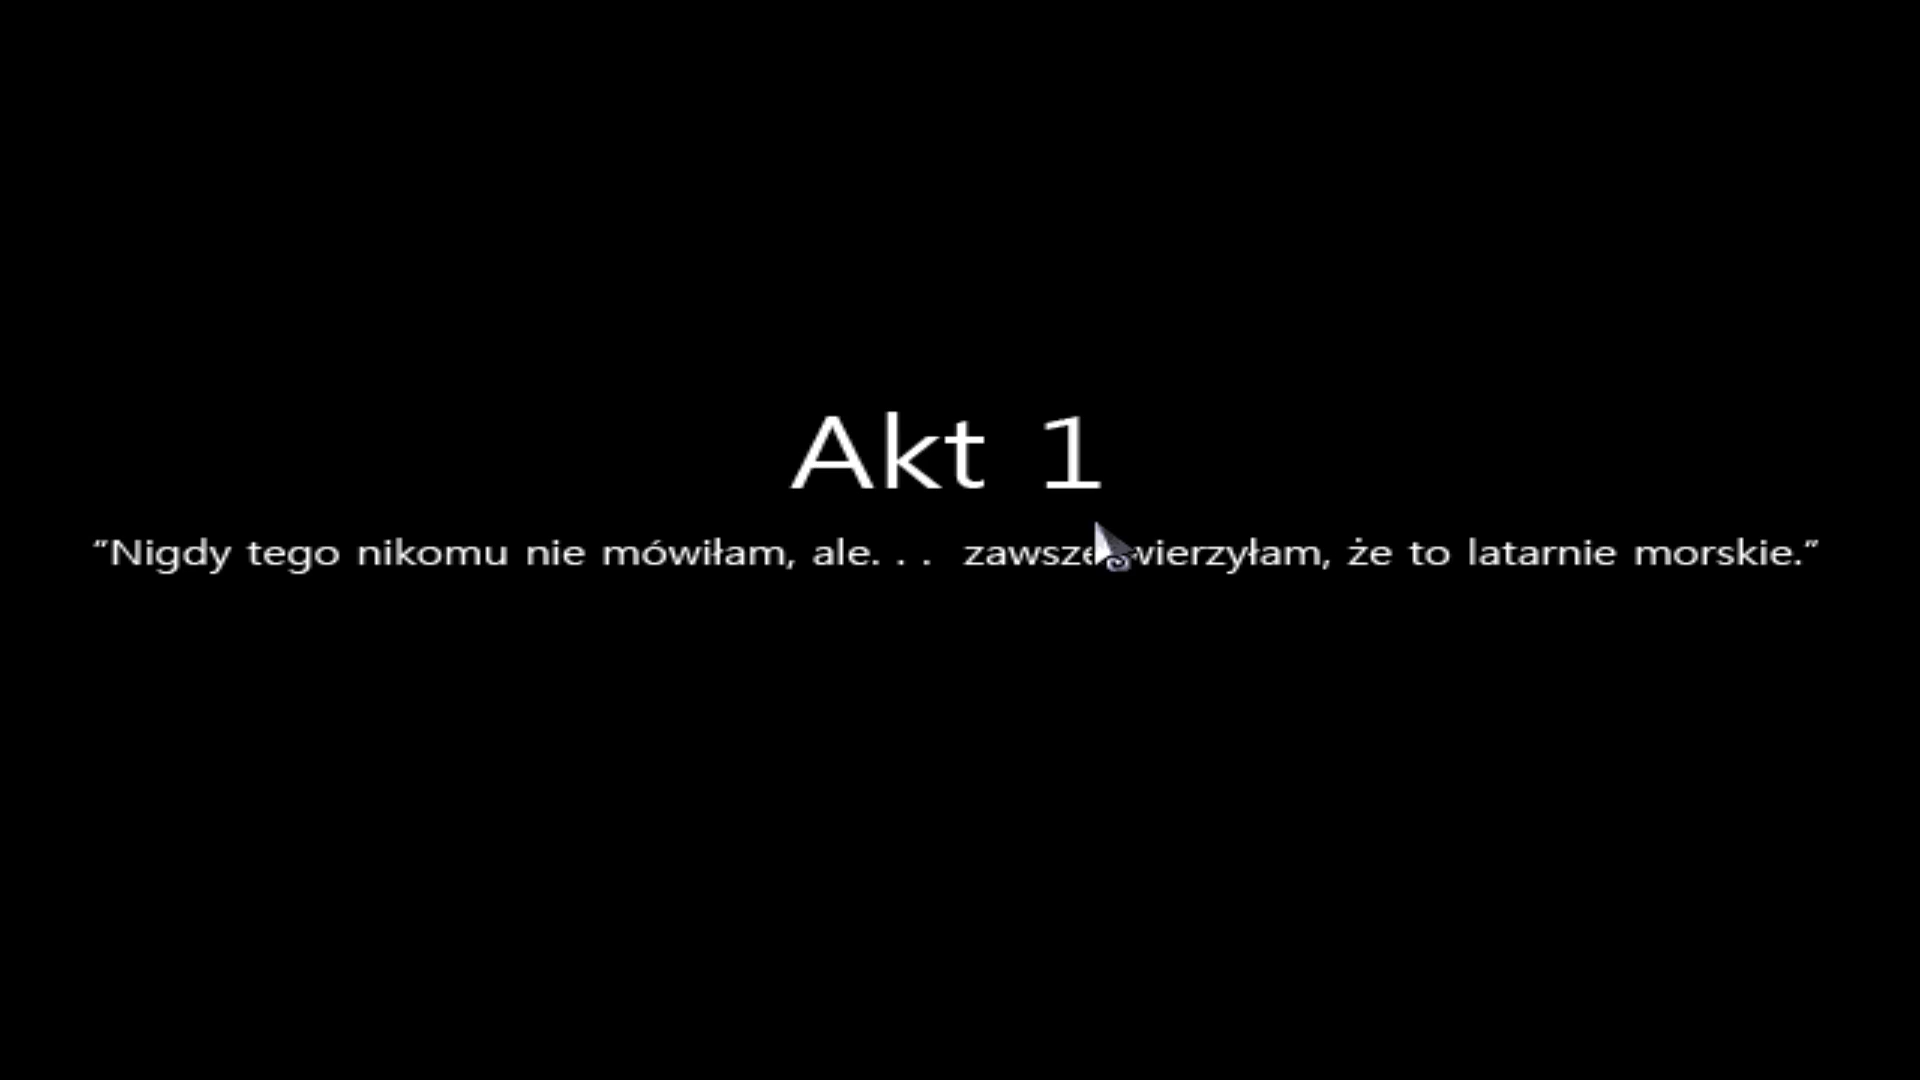 Akt 1
"Nigdy tego nikomu nie mówiłam, ale. . .  zawsze wierzyłam, że to latarnie morskie."